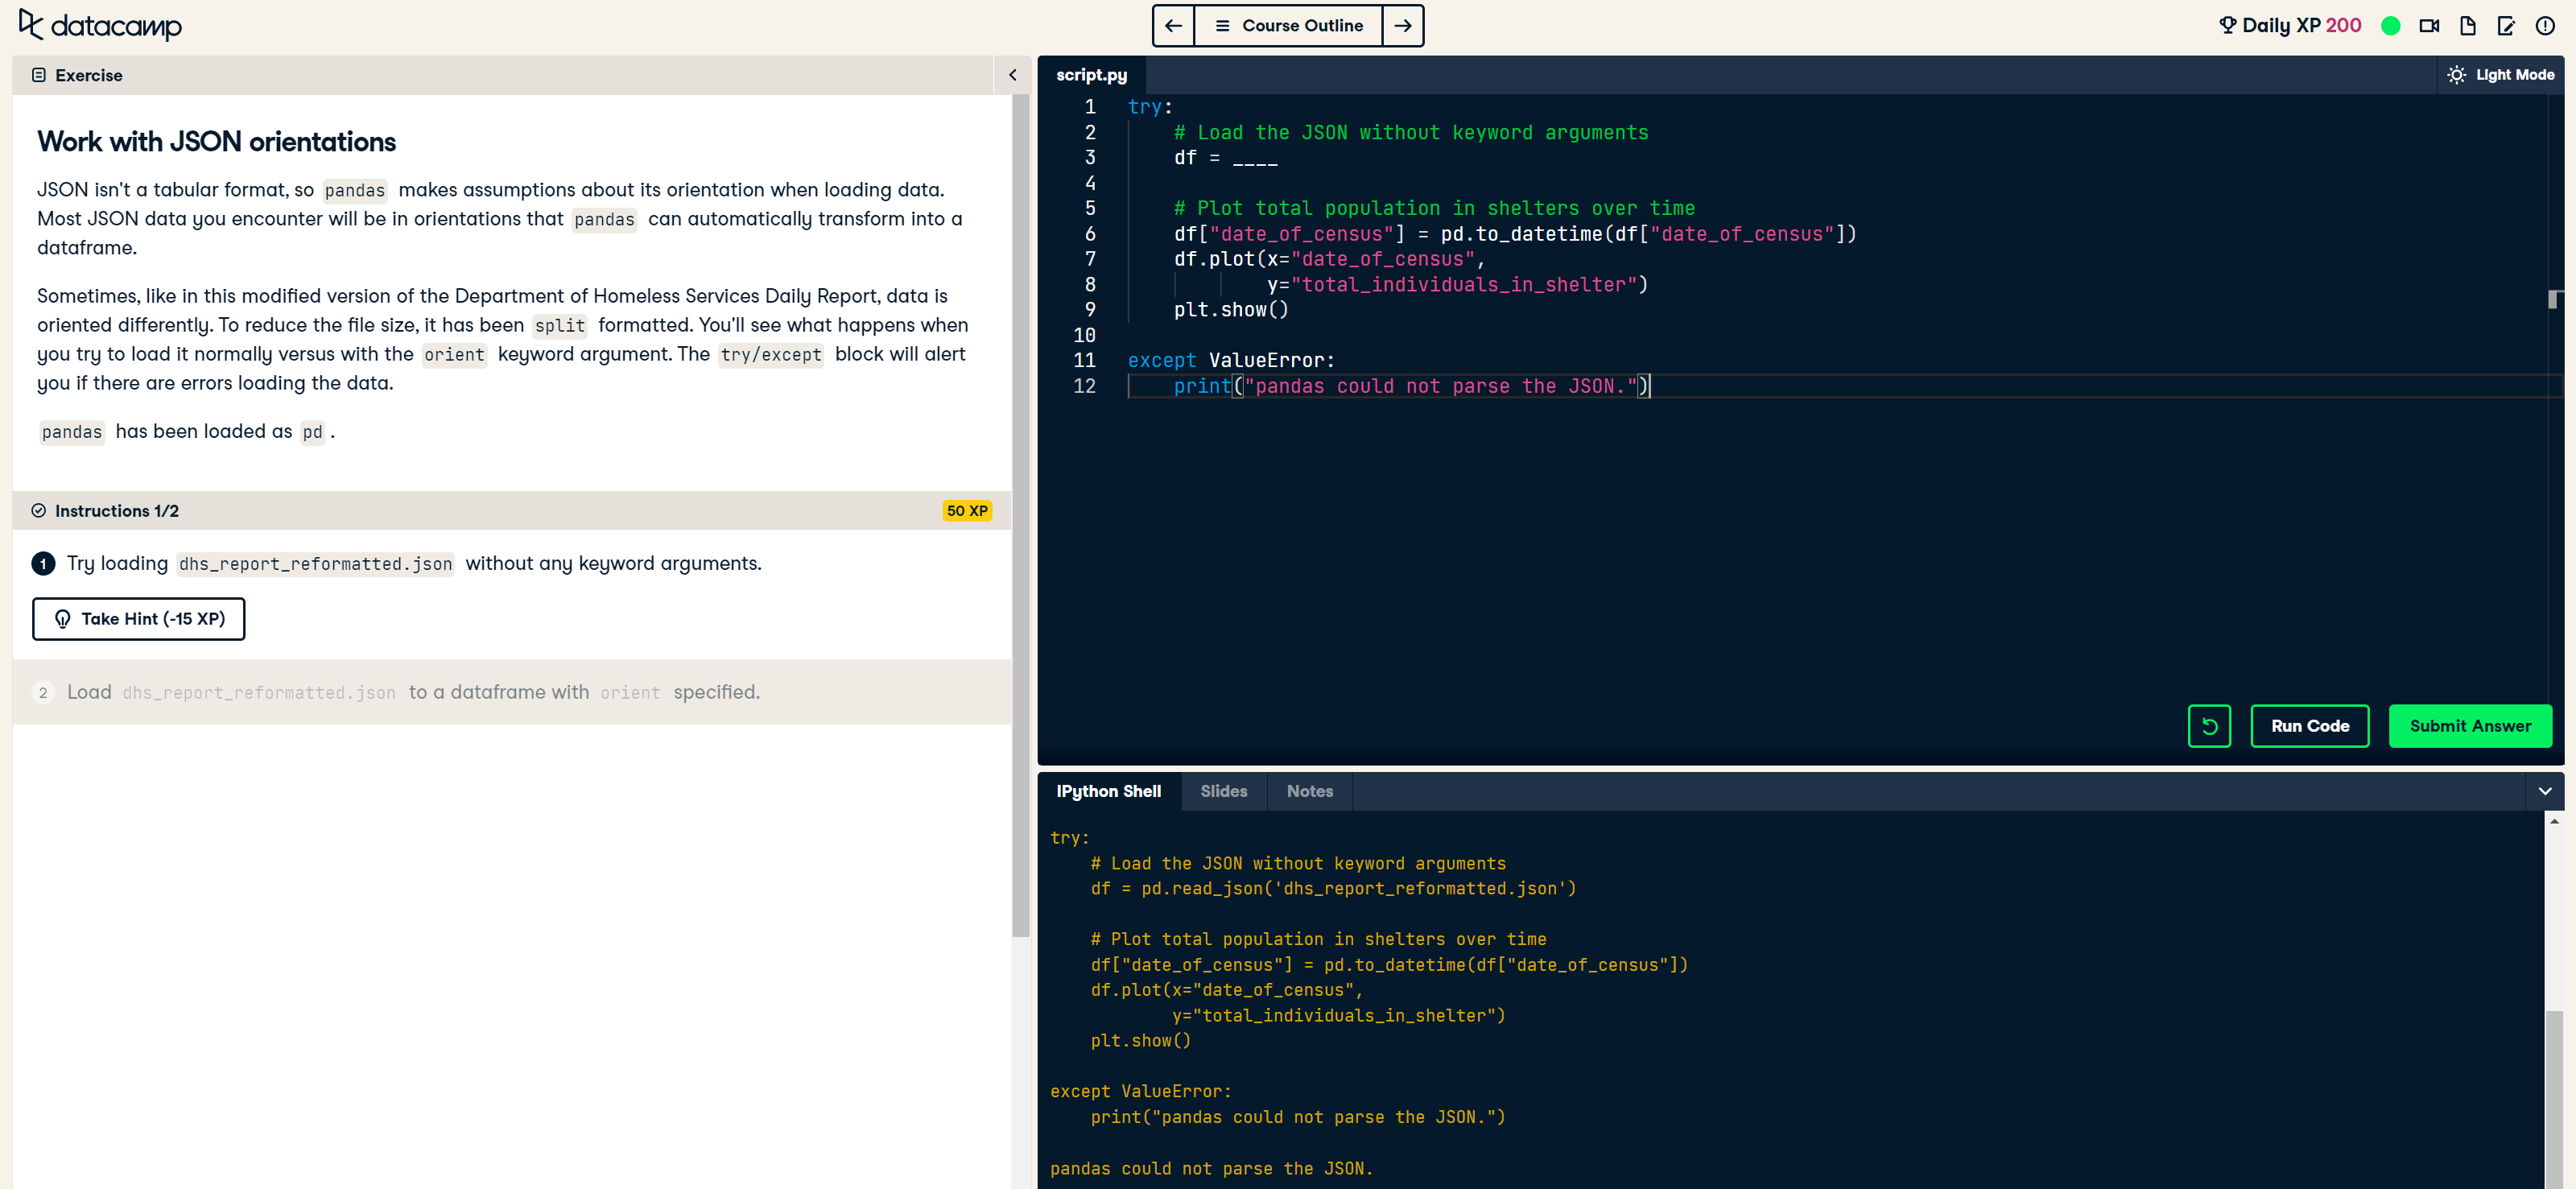 datacamp
Course Outline
Daily XP 200
Exercise
Work with JSON orientations
JSON isn't a tabular format, so pandas makes assumptions about its orientation when loading data.
Most JSON data you encounter will be in orientations that pandas can automatically transform into a
dataframe.
Sometimes, like in this modified version of the Department of Homeless Services Daily Report, data is
oriented differently. To reduce the file size, it has been split formatted. You'll see what happens when
you try to load it normally versus with the orient keyword argument. The try/except block will alert
you if there are errors loading the data.
pandas has been loaded as pd .
Instructions 1/2
50 XP
1 Try loading dhs_report_reformatted.json without any keyword arguments.
Take Hint (-15 XP)
2 Load dhs_report_reformatted.json to a dataframe with orient specified.
script.py
Light Mode
1 try:
2     # Load the JSON without keyword arguments
3     df = ____
4
5     # Plot total population in shelters over time
6     df["date_of_census"] = pd.to_datetime(df["date_of_census"])
7     df.plot(x="date_of_census",
8             y="total_individuals_in_shelter")
9     plt.show()
10
11 except ValueError:
12     print("pandas could not parse the JSON.")
Run Code
Submit Answer
IPython Shell
Slides
Notes
try:
    # Load the JSON without keyword arguments
    df = pd.read_json('dhs_report_reformatted.json')
    # Plot total population in shelters over time
    df["date_of_census"] = pd.to_datetime(df["date_of_census"])
    df.plot(x="date_of_census",
            y="total_individuals_in_shelter")
    plt.show()
except ValueError:
    print("pandas could not parse the JSON.")
pandas could not parse the JSON.